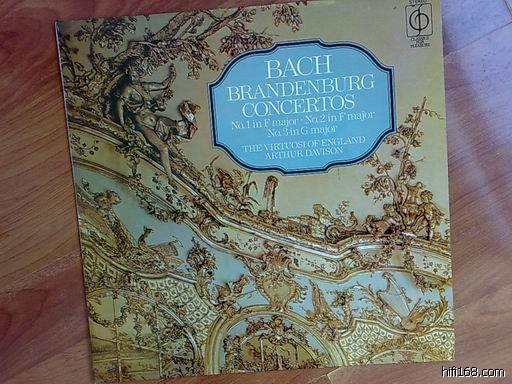 STEREO
CLASSICS
FOR
PLEASURE
BACH
BRANDENBURG
CONCERTOS
No.1 in F major · No.2 in F major
No.3 in G major
THE VIRTUOSI OF ENGLAND
ARTHUR DAVISON
hifi168.com